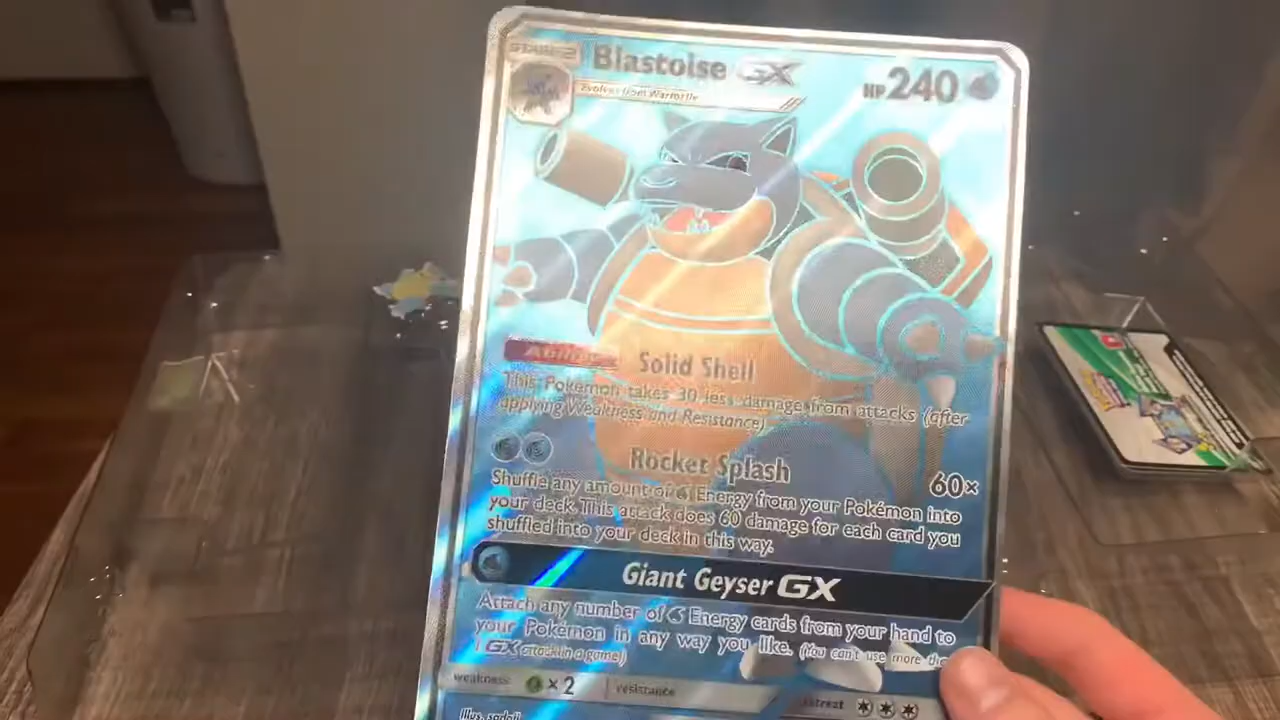 STAGE 2
Blastoise GX
HP 240
Evolves from Wartortle
Ability
Solid Shell
This Pokémon takes 30 less damage from attacks (after
applying Weakness and Resistance)
Rocket Splash
60×
Shuffle any amount of Energy from your Pokémon into
your deck. This attack does 60 damage for each card you
shuffled into your deck in this way.
Giant Geyser GX
Attach any number of Energy cards from your hand to
your Pokémon in any way you like. (You can't use more
1 GX attack in a game)
weakness
×2
resistance
retreat
Illus. sadaji